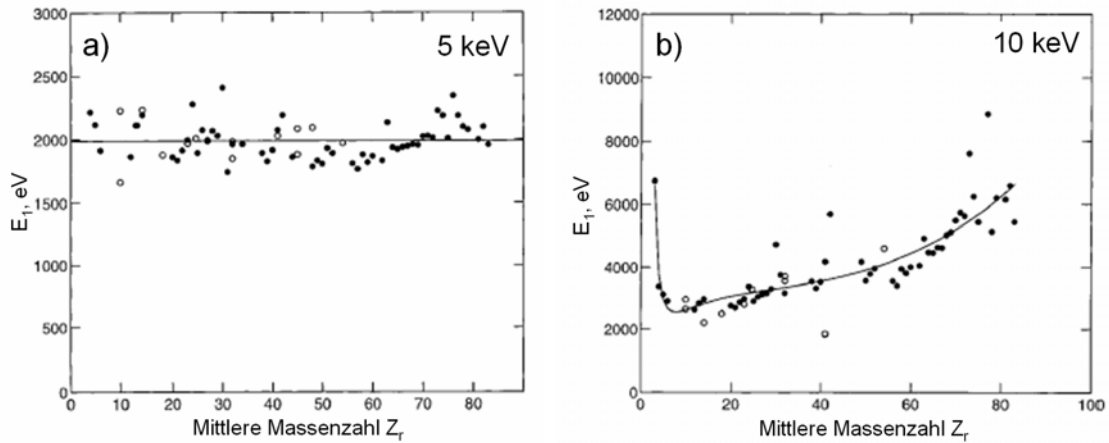 a)
5 keV
3000
2500
2000
1500
1000
500
0
E1, eV
0 10 20 30 40 50 60 70 80
Mittlere Massenzahl Zr
b)
10 keV
12000
10000
8000
6000
4000
2000
0
E1, eV
0 20 40 60 80 100
Mittlere Massenzahl Zr